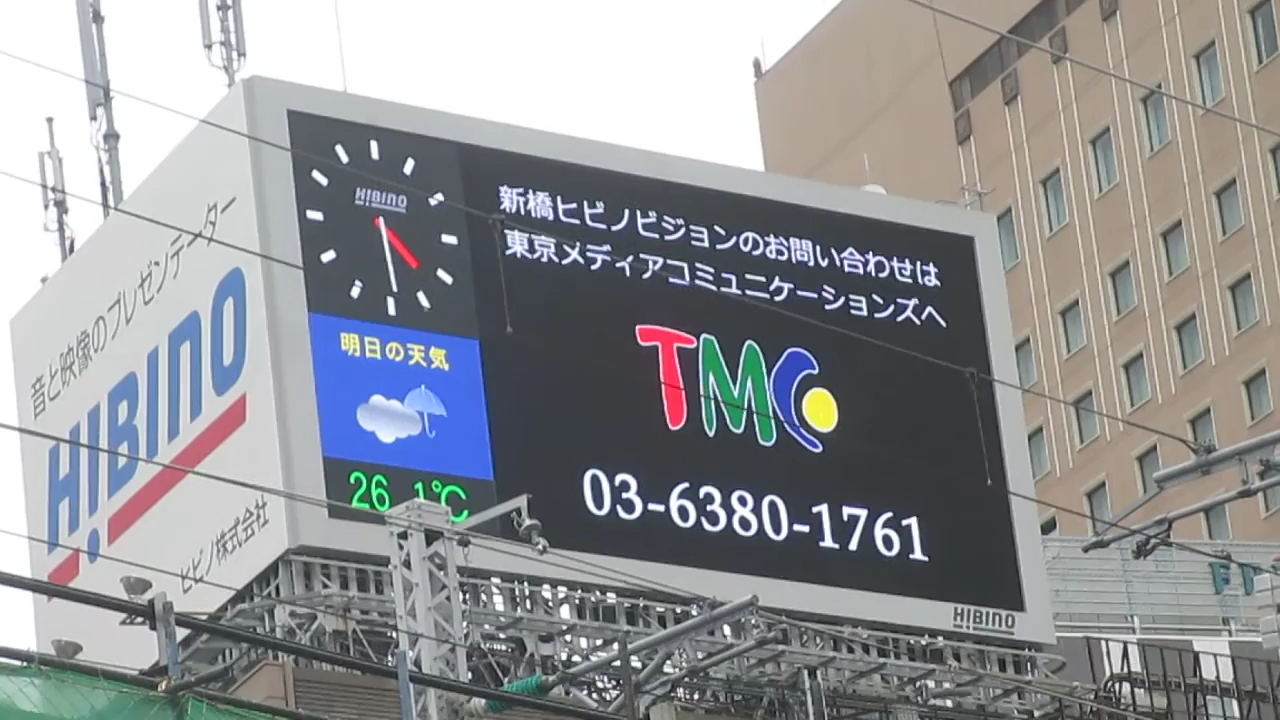 音と映像のプレゼンテーター
H!BINO
ヒビノ株式会社
H!BINO
明日の天気
26.1℃
新橋ヒビノビジョンのお問い合わせは
東京メディアコミュニケーションズへ
TMC
03-6380-1761
H!BINO